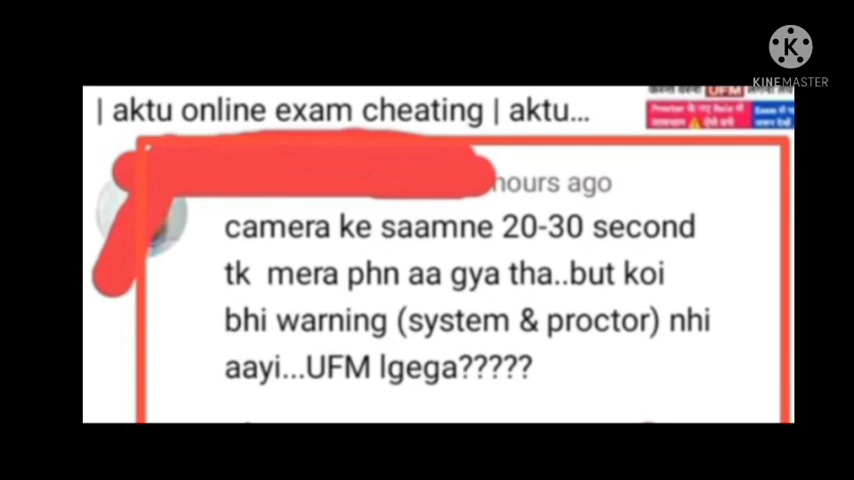 KINEMASTER
| aktu online exam cheating | aktu...
UFM
hours ago
camera ke saamne 20-30 second
tk mera phn aa gya tha..but koi
bhi warning (system & proctor) nhi
aayi...UFM lgega?????